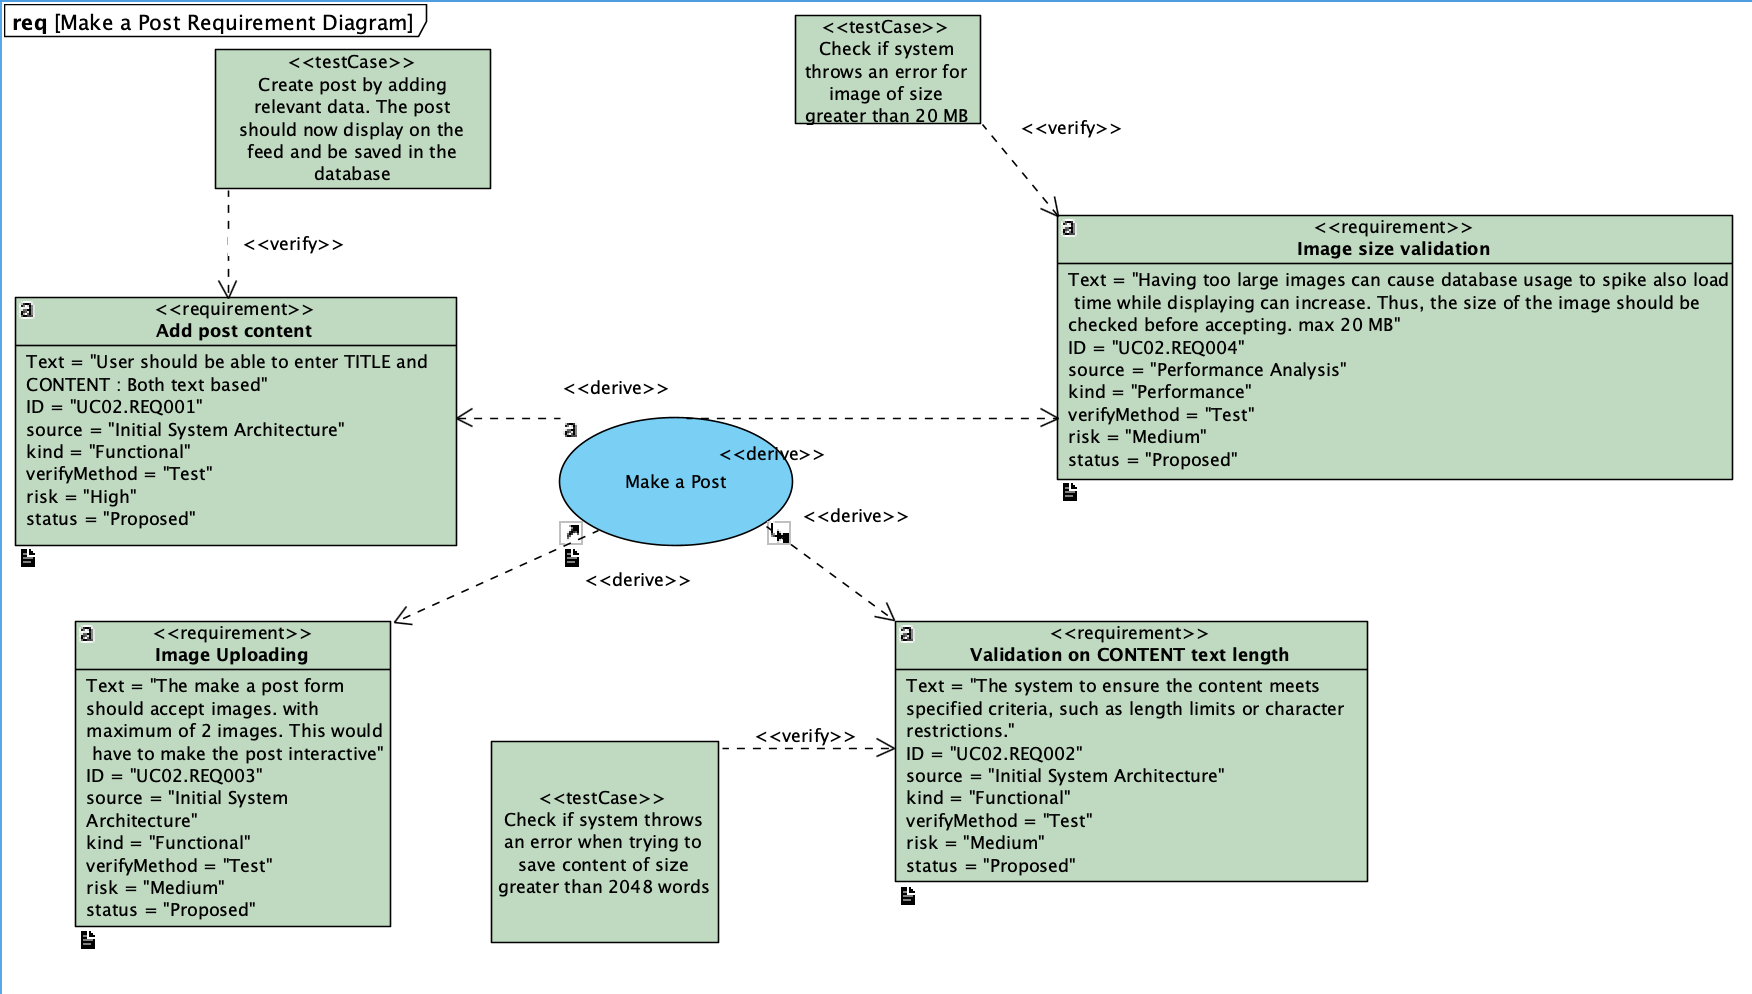 req [Make a Post Requirement Diagram]
<<testCase>>
Create post by adding
relevant data. The post
should now display on the
feed and be saved in the
database
<<testCase>>
Check if system
throws an error for
image of size
greater than 20 MB
<<verify>>
<<verify>>
a
<<requirement>>
Image size validation
Text = "Having too large images can cause database usage to spike also load
time while displaying can increase. Thus, the size of the image should be
checked before accepting. max 20 MB"
ID = "UC02.REQ004"
source = "Performance Analysis"
kind = "Performance"
verifyMethod = "Test"
risk = "Medium"
status = "Proposed"
a
<<requirement>>
Add post content
Text = "User should be able to enter TITLE and
CONTENT : Both text based"
ID = "UC02.REQ001"
source = "Initial System Architecture"
kind = "Functional"
verifyMethod = "Test"
risk = "High"
status = "Proposed"
<<derive>>
a
<<derive>>
Make a Post
<<derive>>
<<derive>>
a
<<requirement>>
Image Uploading
Text = "The make a post form
should accept images. with
maximum of 2 images. This would
have to make the post interactive"
ID = "UC02.REQ003"
source = "Initial System
Architecture"
kind = "Functional"
verifyMethod = "Test"
risk = "Medium"
status = "Proposed"
<<testCase>>
Check if system throws
an error when trying to
save content of size
greater than 2048 words
<<verify>>
a
<<requirement>>
Validation on CONTENT text length
Text = "The system to ensure the content meets
specified criteria, such as length limits or character
restrictions."
ID = "UC02.REQ002"
source = "Initial System Architecture"
kind = "Functional"
verifyMethod = "Test"
risk = "Medium"
status = "Proposed"